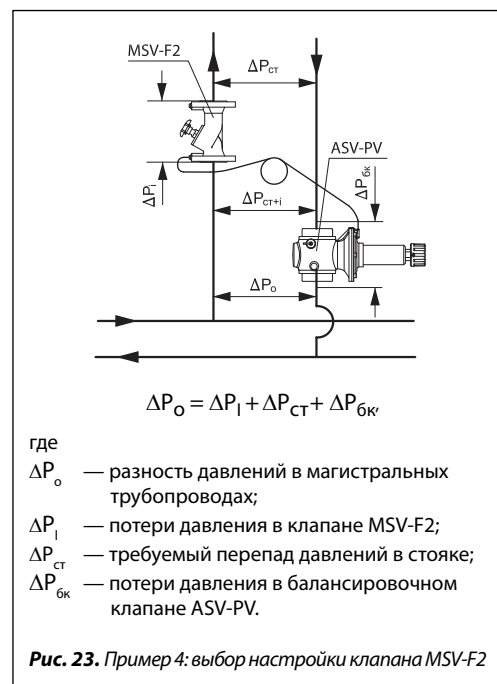 MSV-F2
ΔPст
ASV-PV
ΔPi
ΔPбк
ΔPст+i
ΔPо
ΔPО = ΔPI + ΔPст + ΔPбк,
где
ΔPо — разность давлений в магистральных
трубопроводах;
ΔPI — потери давления в клапане MSV-F2;
ΔPст — требуемый перепад давлений в стояке;
ΔPбк — потери давления в балансировочном
клапане ASV-PV.
Рис. 23. Пример 4: выбор настройки клапана MSV-F2